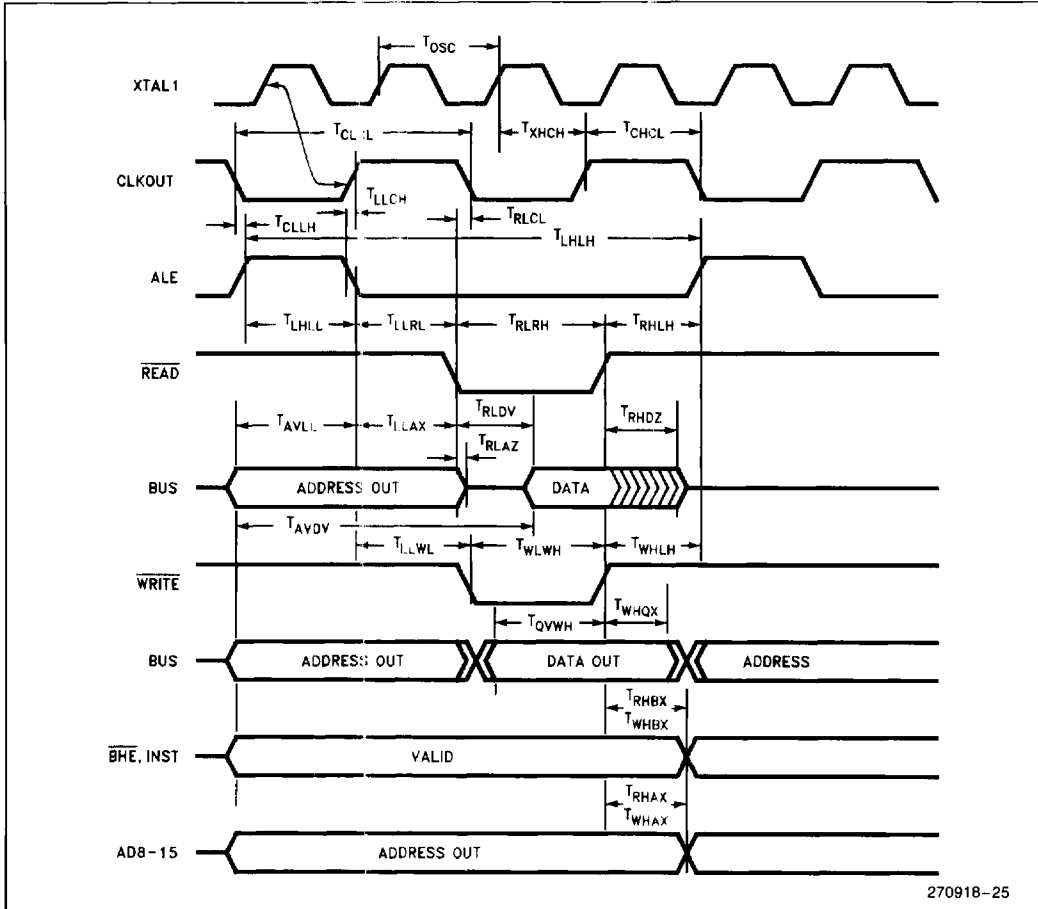 T_OSC
XTAL1
T_CLCL T_XHCH T_CHCL
CLKOUT
T_LLCH
T_CLLH T_RLCL
T_LHLH
ALE
T_LHLL T_LLRL T_RLRH T_RHLH
READ
T_AVLL T_LLAX T_RLDV T_RHDZ
T_RLAZ
BUS ADDRESS OUT DATA
T_AVDV
T_LLWL T_WLWH T_WHLH
WRITE
T_QVWH T_WHQX
BUS ADDRESS OUT DATA OUT ADDRESS
T_RHBX
T_WHBX
BHE, INST VALID
T_RHAX
T_WHAX
AD8-15 ADDRESS OUT
270918-25